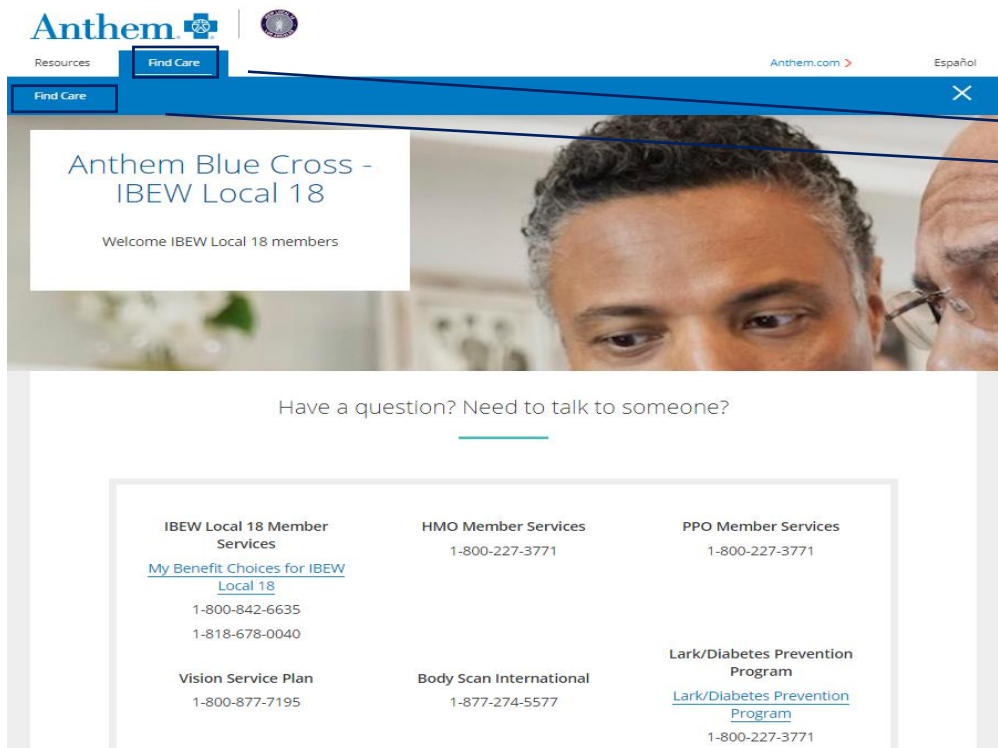 Anthem
Resources
Find Care
Anthem.com >
Español
Find Care
Anthem Blue Cross -
IBEW Local 18
Welcome IBEW Local 18 members
Have a question? Need to talk to someone?
IBEW Local 18 Member
Services
My Benefit Choices for IBEW
Local 18
1-800-842-6635
1-818-678-0040
HMO Member Services
1-800-227-3771
PPO Member Services
1-800-227-3771
Vision Service Plan
1-800-877-7195
Body Scan International
1-877-274-5577
Lark/Diabetes Prevention
Program
Lark/Diabetes Prevention
Program
1-800-227-3771